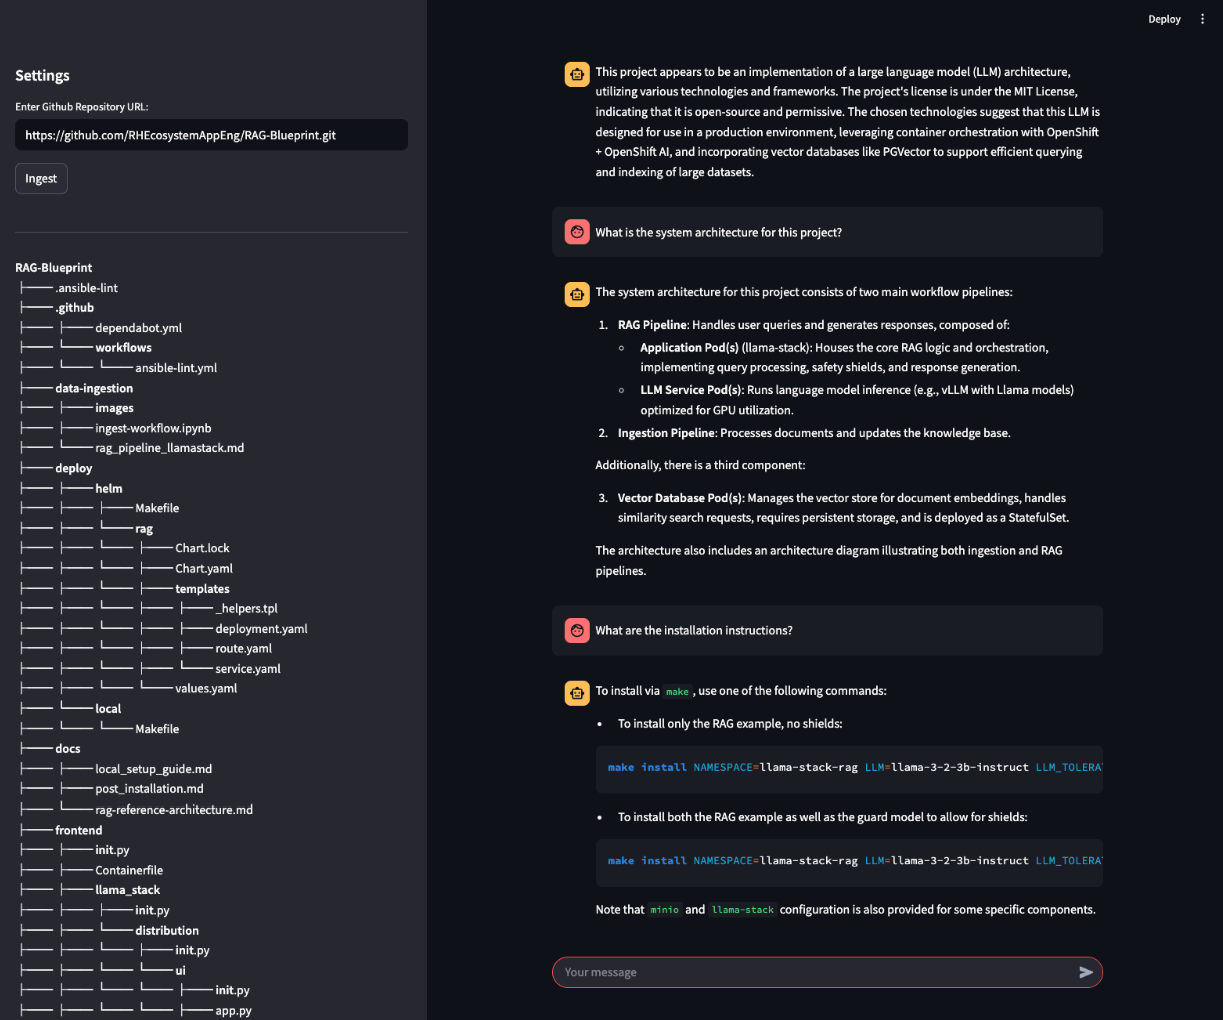 Deploy
Settings
Enter Github Repository URL:
https://github.com/RHEcosystemAppEng/RAG-Blueprint.git
Ingest
RAG-Blueprint
├── .ansible-lint
├── .github
├── ├── dependabot.yml
├── └── workflows
├── └── └── ansible-lint.yml
├── data-ingestion
├── ├── images
├── ├── ingest-workflow.ipynb
├── └── rag_pipeline_llamastack.md
├── deploy
├── ├── helm
├── ├── ├── Makefile
├── ├── └── rag
├── ├── └── ├── Chart.lock
├── ├── └── ├── Chart.yaml
├── ├── └── ├── templates
├── ├── └── ├── ├── _helpers.tpl
├── ├── └── ├── ├── deployment.yaml
├── ├── └── ├── ├── route.yaml
├── ├── └── ├── └── service.yaml
├── ├── └── └── values.yaml
├── └── local
├── └── └── Makefile
├── docs
├── ├── local_setup_guide.md
├── ├── post_installation.md
├── └── rag-reference-architecture.md
├── frontend
├── ├── init.py
├── ├── Containerfile
├── ├── llama_stack
├── ├── ├── init.py
├── ├── └── distribution
├── ├── └── ├── init.py
├── ├── └── └── ui
├── ├── └── └── ├── init.py
├── ├── └── └── ├── app.py
This project appears to be an implementation of a large language model (LLM) architecture,
utilizing various technologies and frameworks. The project's license is under the MIT License,
indicating that it is open-source and permissive. The chosen technologies suggest that this LLM is
designed for use in a production environment, leveraging container orchestration with OpenShift
+ OpenShift AI, and incorporating vector databases like PGVector to support efficient querying
and indexing of large datasets.
What is the system architecture for this project?
The system architecture for this project consists of two main workflow pipelines:
1. RAG Pipeline: Handles user queries and generates responses, composed of:
○ Application Pod(s) (llama-stack): Houses the core RAG logic and orchestration,
implementing query processing, safety shields, and response generation.
○ LLM Service Pod(s): Runs language model inference (e.g., vLLM with Llama models)
optimized for GPU utilization.
2. Ingestion Pipeline: Processes documents and updates the knowledge base.
Additionally, there is a third component:
3. Vector Database Pod(s): Manages the vector store for document embeddings, handles
similarity search requests, requires persistent storage, and is deployed as a StatefulSet.
The architecture also includes an architecture diagram illustrating both ingestion and RAG
pipelines.
What are the installation instructions?
To install via make , use one of the following commands:
• To install only the RAG example, no shields:
make install NAMESPACE=llama-stack-rag LLM=llama-3-2-3b-instruct LLM_TOLERAT
• To install both the RAG example as well as the guard model to allow for shields:
make install NAMESPACE=llama-stack-rag LLM=llama-3-2-3b-instruct LLM_TOLERAT
Note that minio and llama-stack configuration is also provided for some specific components.
Your message